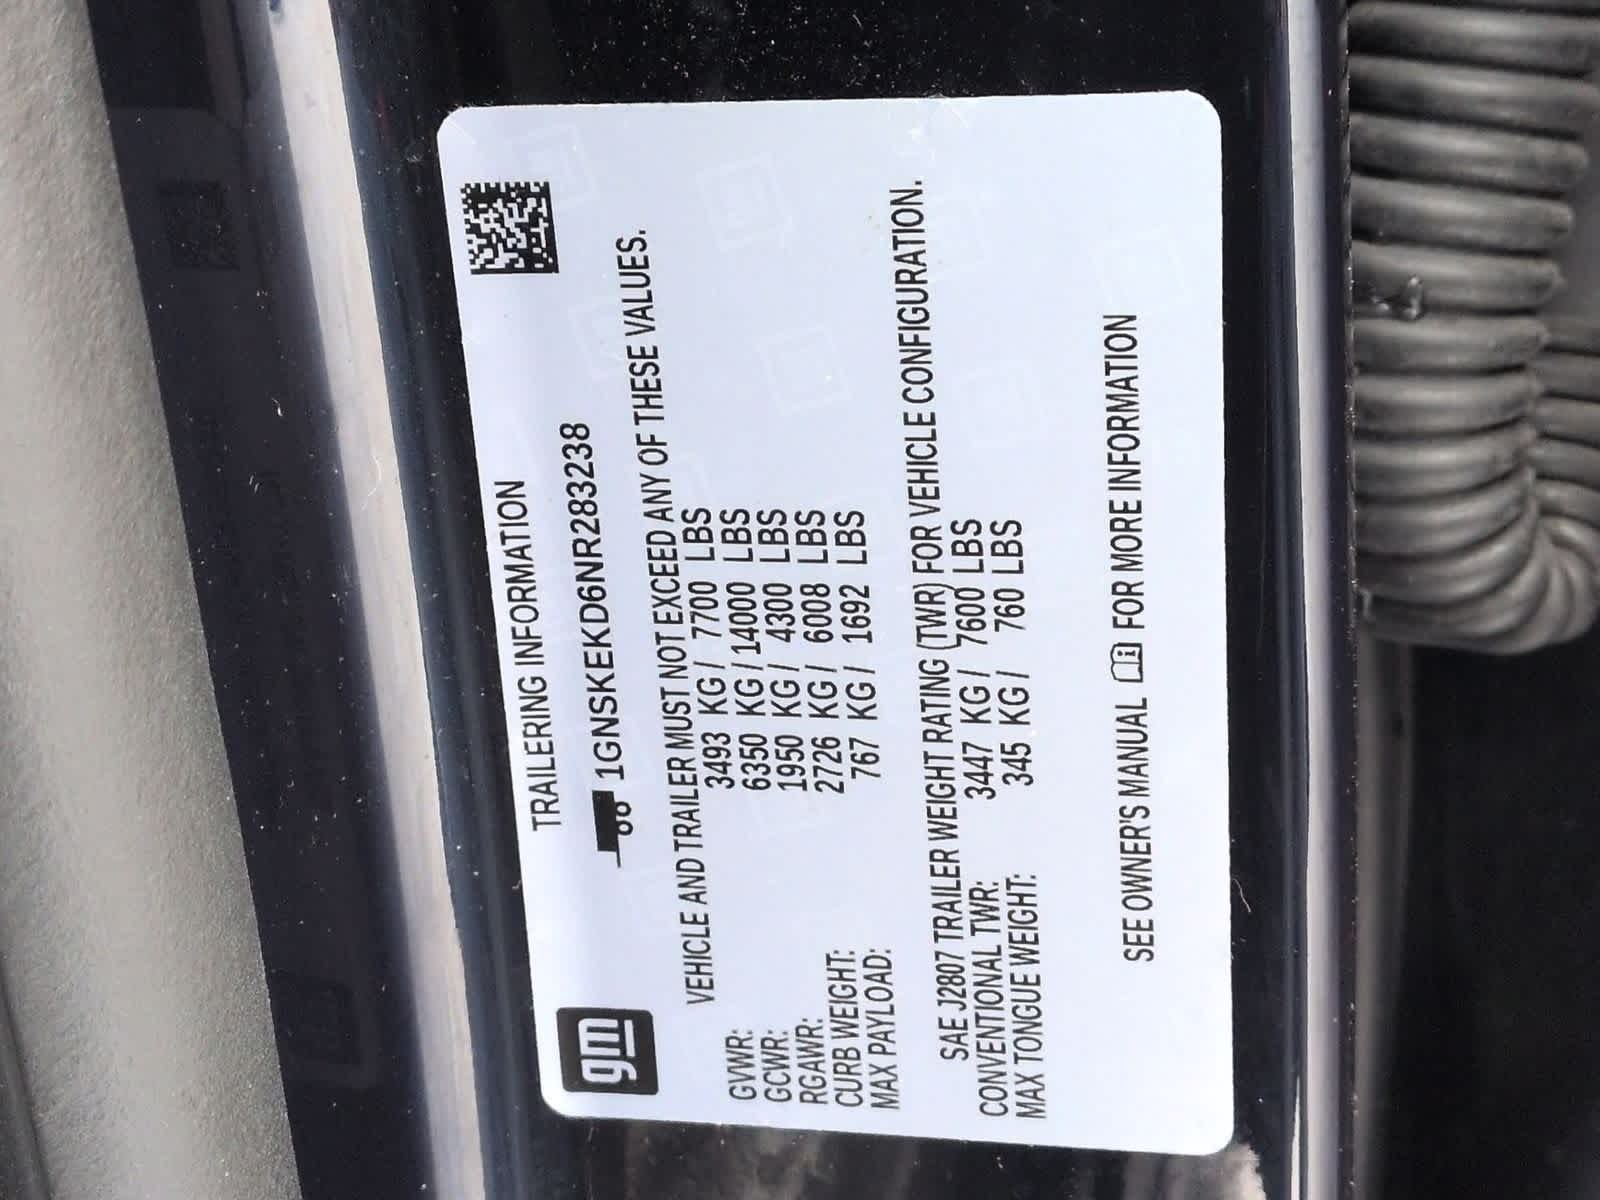 TRAILERING INFORMATION
gm
1GNSKEKD6NR283238
VEHICLE AND TRAILER MUST NOT EXCEED ANY OF THESE VALUES.
GVWR: 3493 KG / 7700 LBS
GCWR: 6350 KG / 14000 LBS
RGAWR: 1950 KG / 4300 LBS
CURB WEIGHT: 2726 KG / 6008 LBS
MAX PAYLOAD: 767 KG / 1692 LBS
SAE J2807 TRAILER WEIGHT RATING (TWR) FOR VEHICLE CONFIGURATION.
CONVENTIONAL TWR: 3447 KG / 7600 LBS
MAX TONGUE WEIGHT: 345 KG / 760 LBS
SEE OWNER'S MANUAL FOR MORE INFORMATION